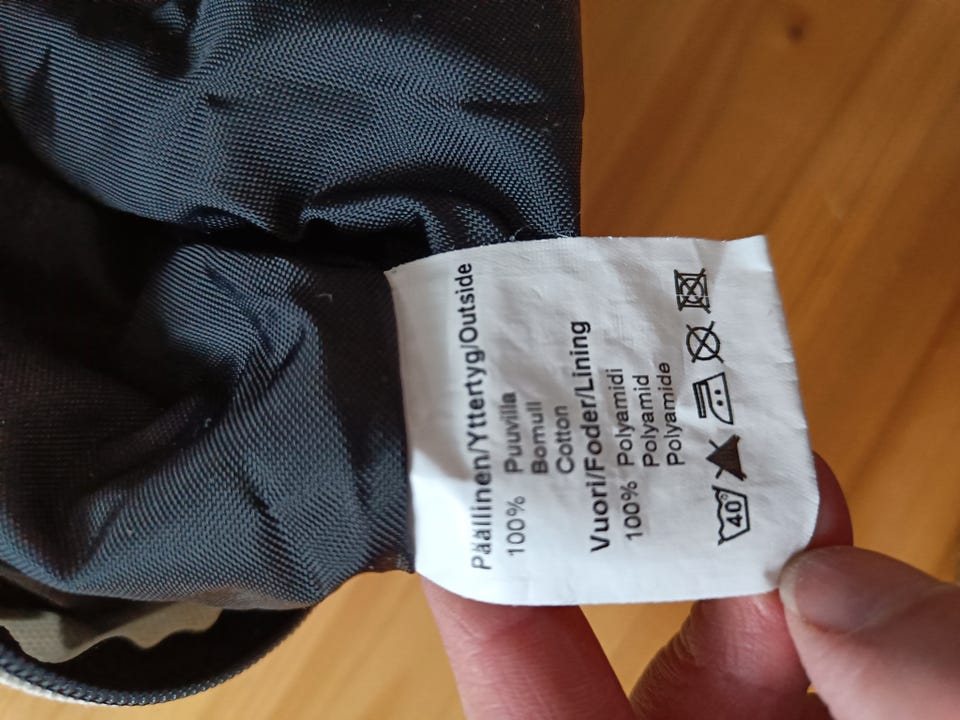 Päällinen/Yttertyg/Outside
100% Puuvilla
Bomull
Cotton
Vuori/Foder/Lining
100% Polyamidi
Polyamid
Polyamide
40°